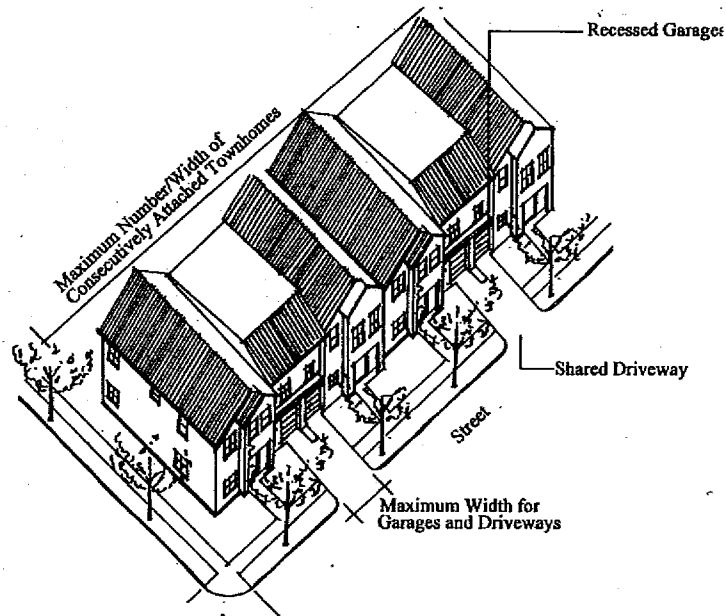 Recessed Garages
Maximum Number/Width of
Consecutively Attached Townhomes
Shared Driveway
Street
Maximum Width for
Garages and Driveways